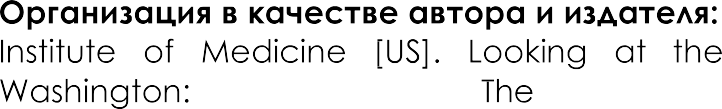 Организация в качестве автора и издателя:
Institute of Medicine [US]. Looking at the
Washington: The